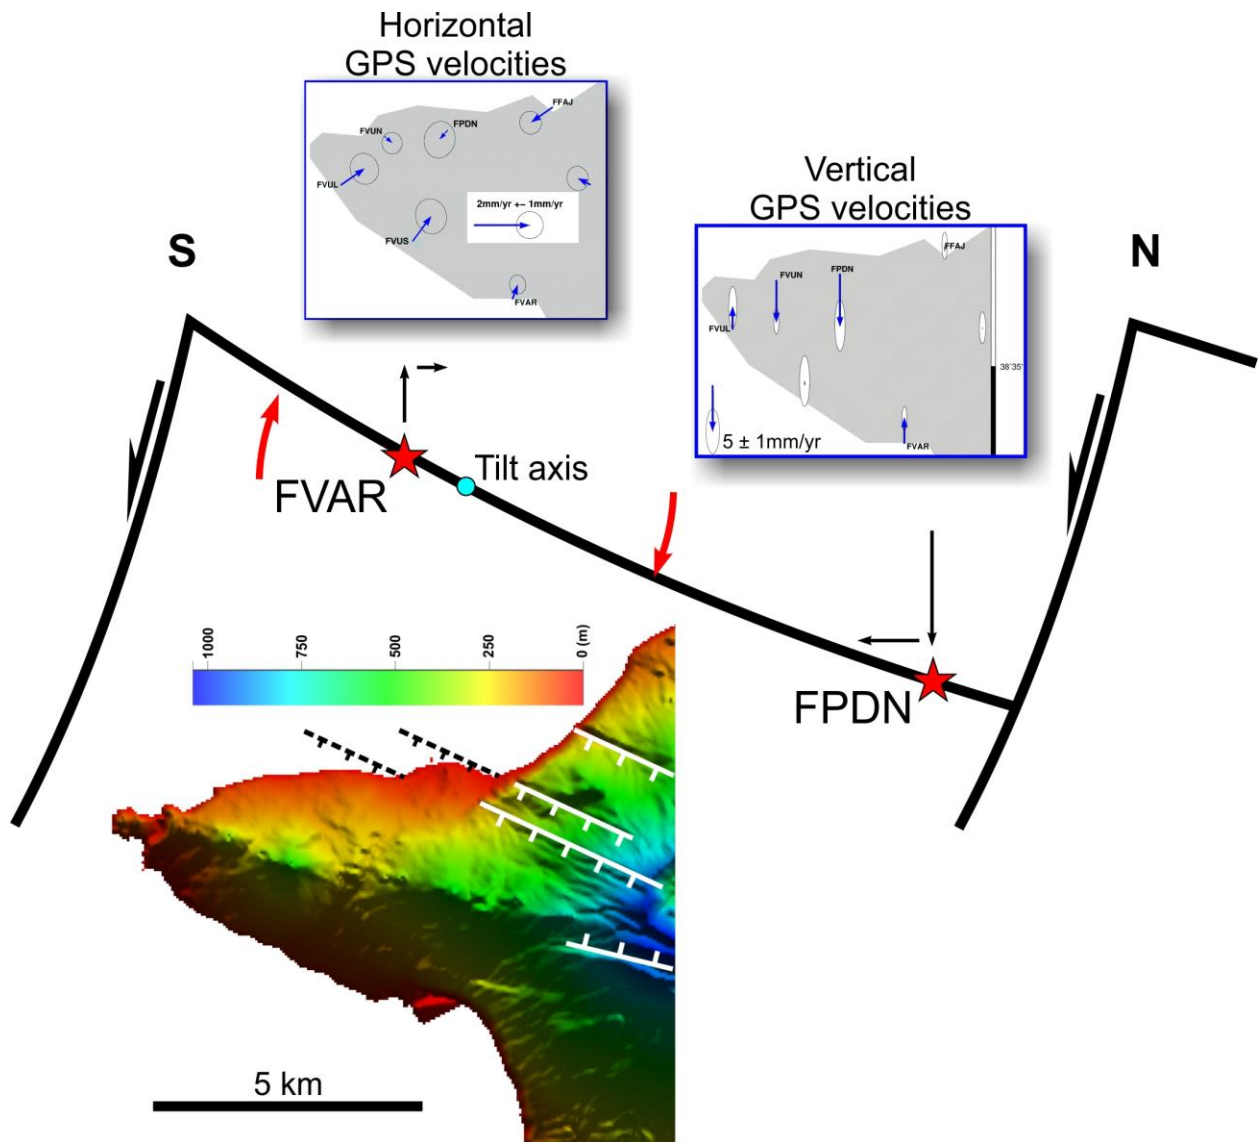 Horizontal
GPS velocities
FFAJ
FPDN
FVUN
FVUL
2mm/yr +- 1mm/yr
FVUS
FVAR
Vertical
GPS velocities
FFAJ
FVUN
FPDN
FVUL
38°35'
5 ± 1mm/yr
FVAR
S
N
Tilt axis
FVAR
FPDN
1000
750
500
250
0 (m)
5 km